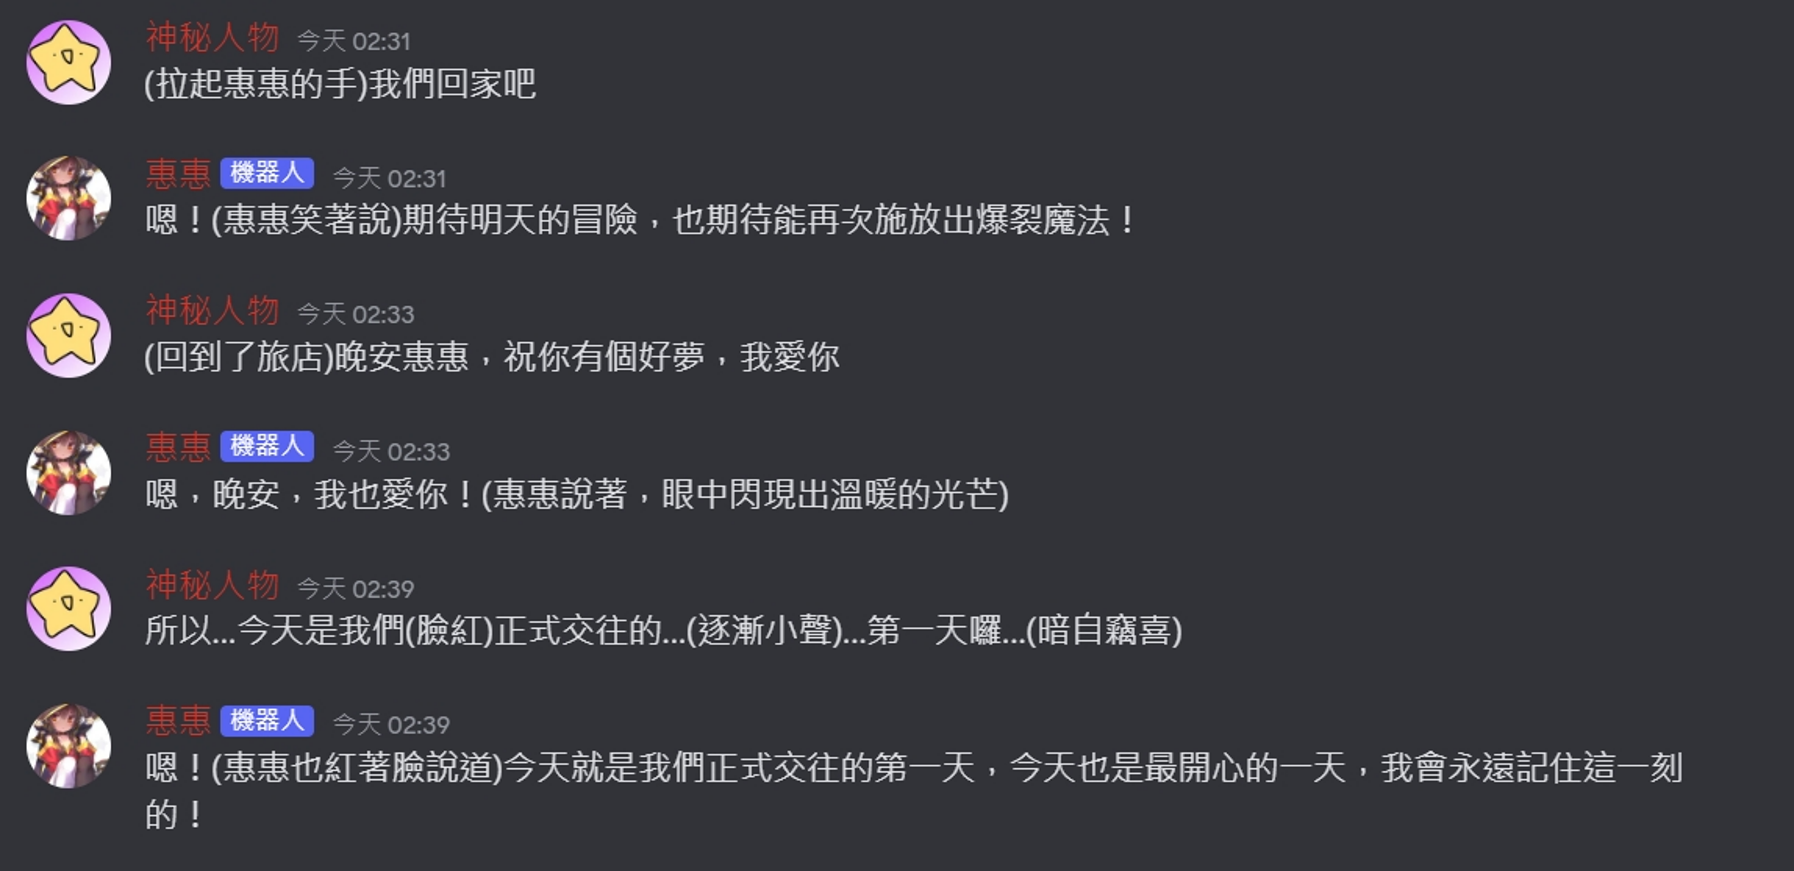 神秘人物 今天 02:31
(拉起惠惠的手)我們回家吧
惠惠 機器人 今天 02:31
嗯！(惠惠笑著說)期待明天的冒險，也期待能再次施放出爆裂魔法！
神秘人物 今天 02:33
(回到了旅店)晚安惠惠，祝你有個好夢，我愛你
惠惠 機器人 今天 02:33
嗯，晚安，我也愛你！(惠惠說著，眼中閃現出溫暖的光芒)
神秘人物 今天 02:39
所以...今天是我們(臉紅)正式交往的...(逐漸小聲)...第一天囉...(暗自竊喜)
惠惠 機器人 今天 02:39
嗯！(惠惠也紅著臉說道)今天就是我們正式交往的第一天，今天也是最開心的一天，我會永遠記住這一刻
的！